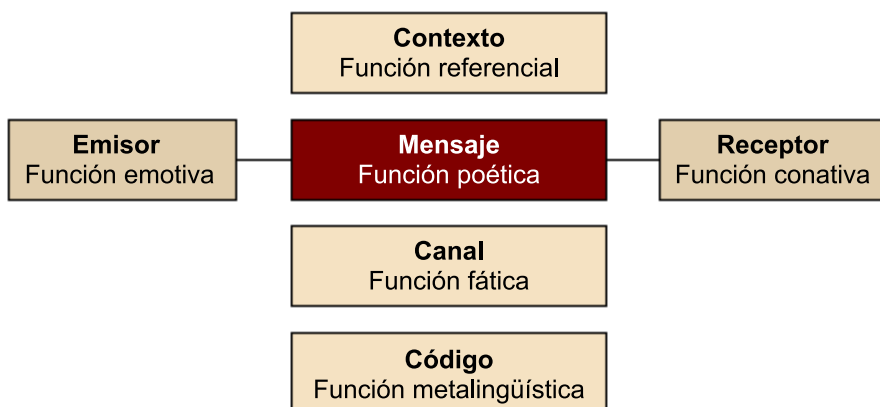 Contexto
Función referencial
Emisor
Función emotiva
Mensaje
Función poética
Receptor
Función conativa
Canal
Función fática
Código
Función metalingüística